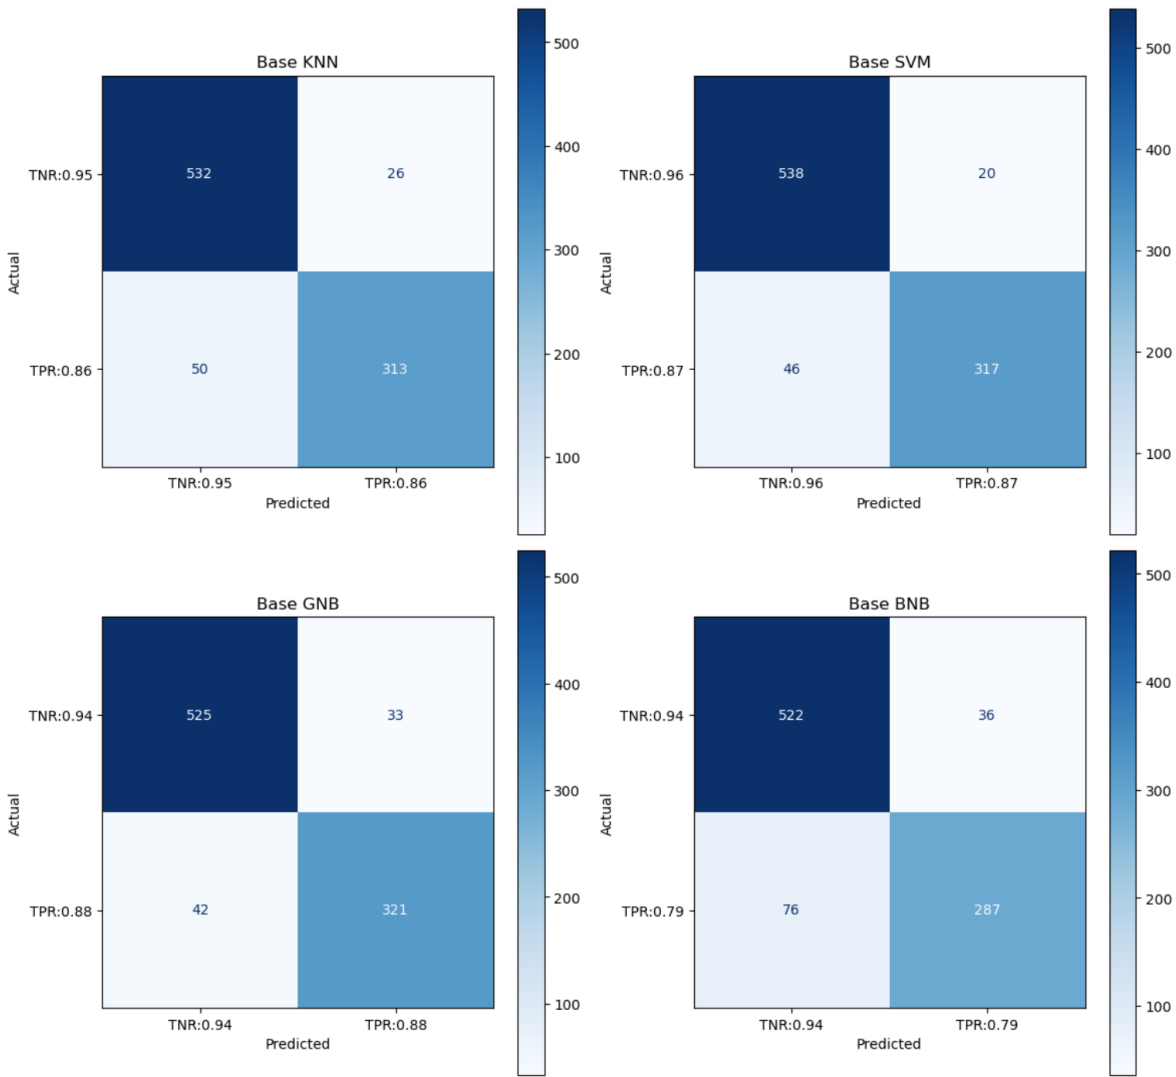 Base KNN
TNR:0.95
TPR:0.86
Actual
532
26
50
313
TNR:0.95
TPR:0.86
Predicted
500
400
300
200
100
Base SVM
TNR:0.96
TPR:0.87
Actual
538
20
46
317
TNR:0.96
TPR:0.87
Predicted
500
400
300
200
100
Base GNB
TNR:0.94
TPR:0.88
Actual
525
33
42
321
TNR:0.94
TPR:0.88
Predicted
500
400
300
200
100
Base BNB
TNR:0.94
TPR:0.79
Actual
522
36
76
287
TNR:0.94
TPR:0.79
Predicted
500
400
300
200
100